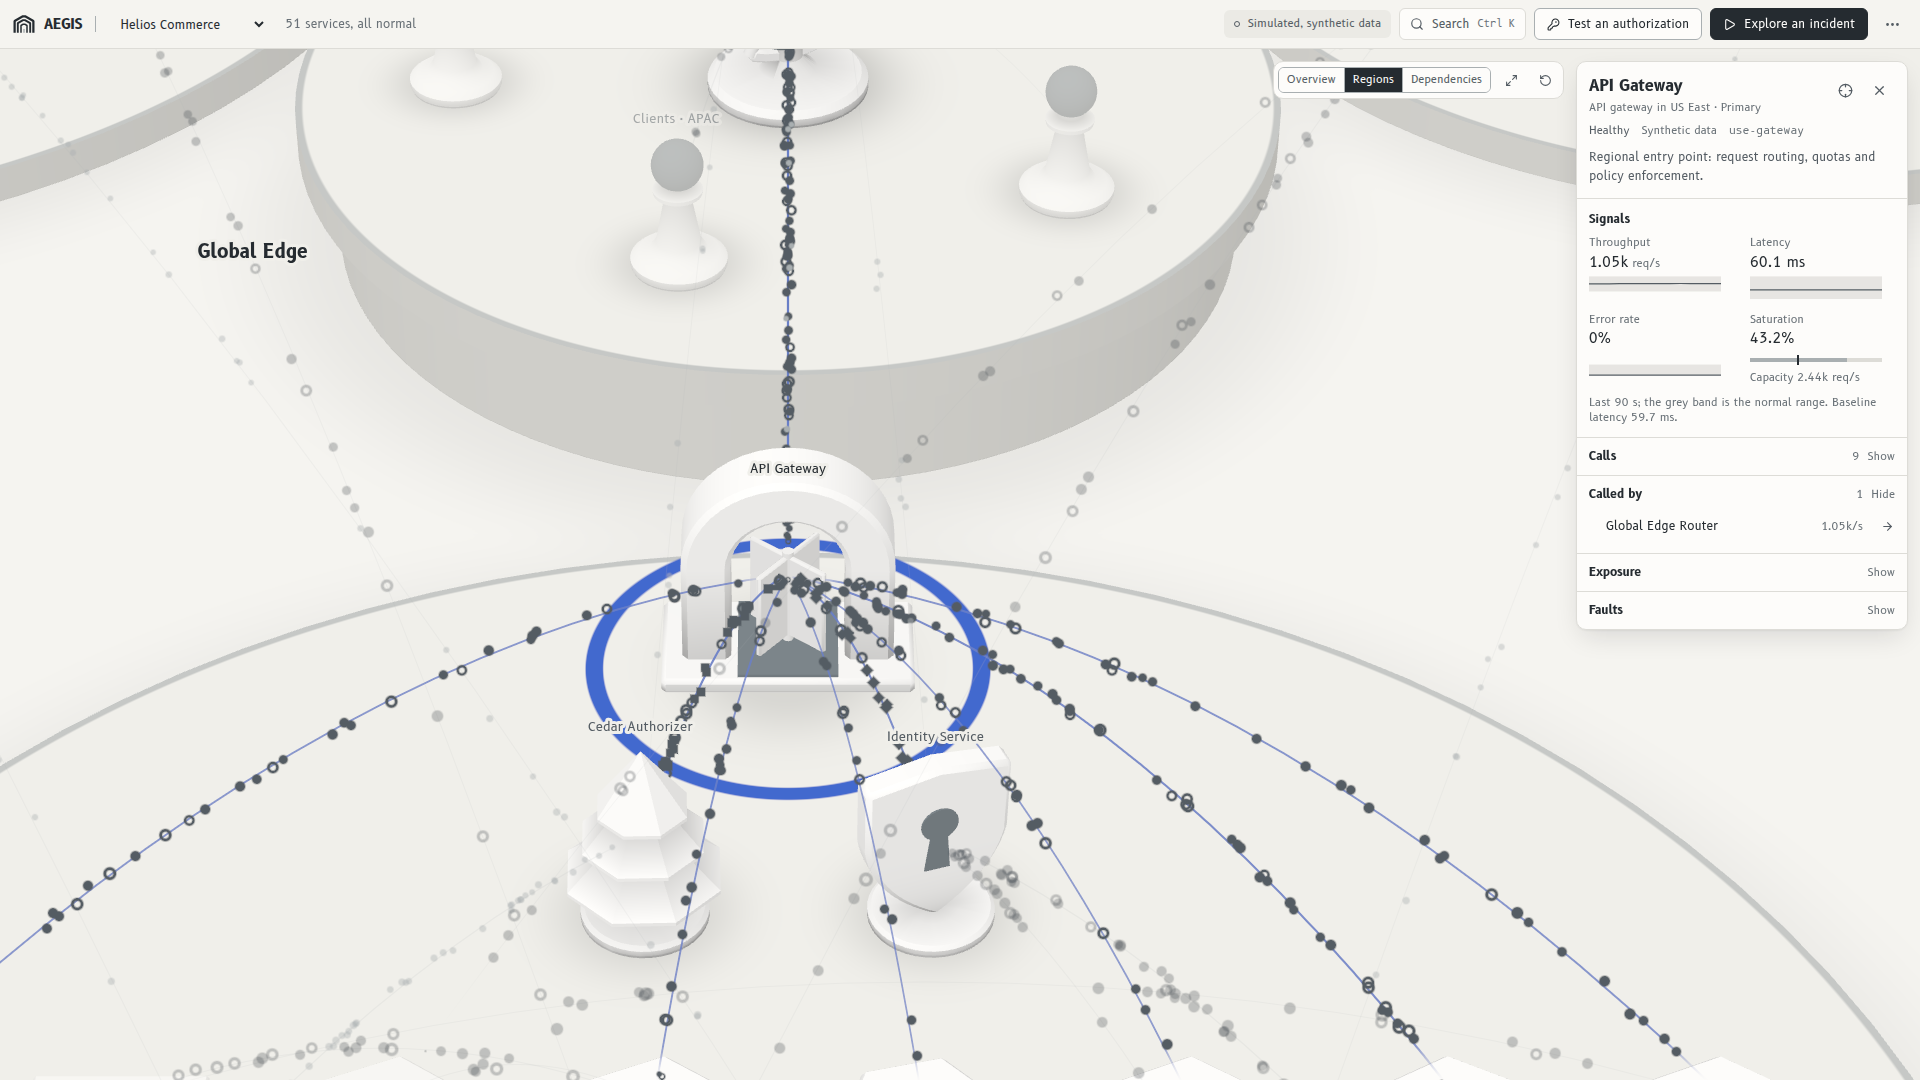 AEGIS
Helios Commerce
51 services, all normal
Simulated, synthetic data
Search Ctrl K
Test an authorization
Explore an incident
Overview
Regions
Dependencies
Clients · APAC
Global Edge
API Gateway
Cedar Authorizer
Identity Service
API Gateway
API gateway in US East · Primary
Healthy Synthetic data use-gateway
Regional entry point: request routing, quotas and
policy enforcement.
Signals
Throughput
1.05k req/s
Latency
60.1 ms
Error rate
0%
Saturation
43.2%
Capacity 2.44k req/s
Last 90 s; the grey band is the normal range. Baseline
latency 59.7 ms.
Calls 9 Show
Called by 1 Hide
Global Edge Router 1.05k/s
Exposure Show
Faults Show